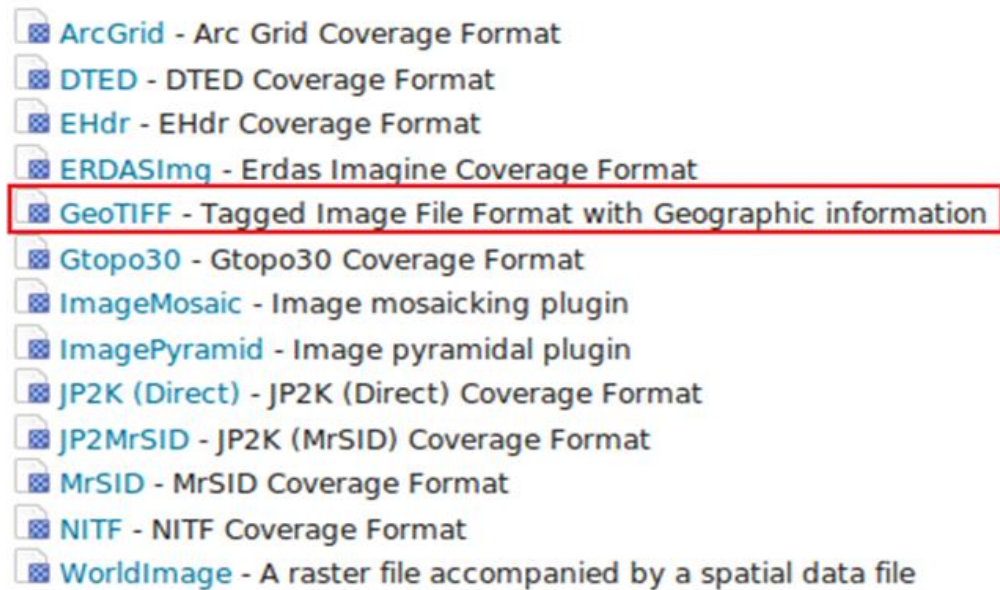 ArcGrid - Arc Grid Coverage Format
DTED - DTED Coverage Format
EHdr - EHdr Coverage Format
ERDASImg - Erdas Imagine Coverage Format
GeoTIFF - Tagged Image File Format with Geographic information
Gtopo30 - Gtopo30 Coverage Format
ImageMosaic - Image mosaicking plugin
ImagePyramid - Image pyramidal plugin
JP2K (Direct) - JP2K (Direct) Coverage Format
JP2MrSID - JP2K (MrSID) Coverage Format
MrSID - MrSID Coverage Format
NITF - NITF Coverage Format
WorldImage - A raster file accompanied by a spatial data file